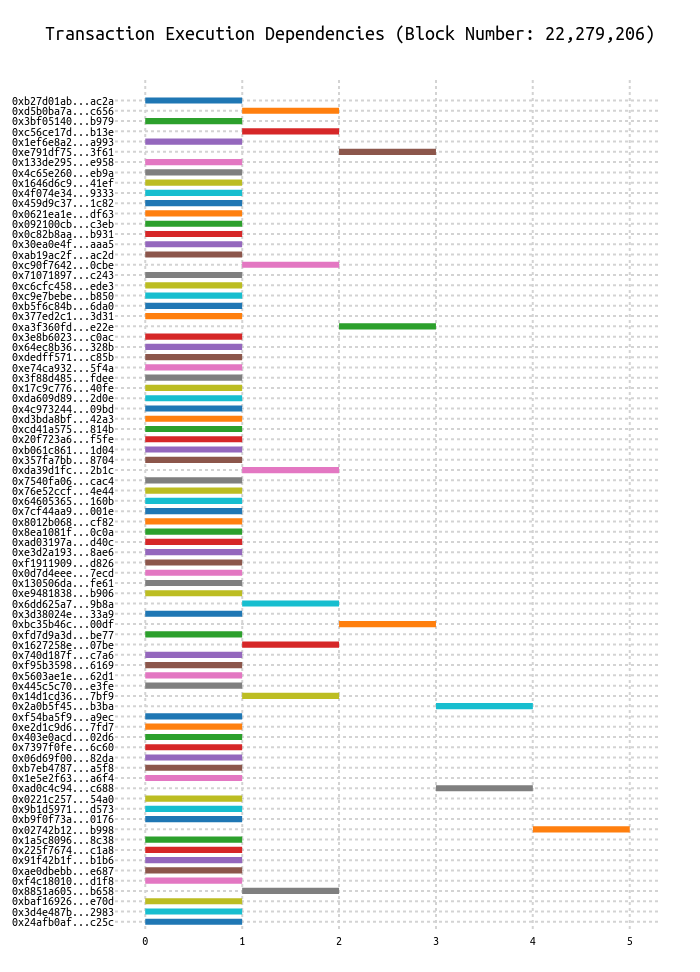 Transaction Execution Dependencies (Block Number: 22,279,206)
0xb27d01ab...ac2a
0xd5b0ba7a...c656
0x3bf05140...b979
0xc56ce17d...b13e
0x1ef6e8a2...a993
0xe791df75...3f61
0x133de295...e958
0x4c65e260...eb9a
0x1646d6c9...41ef
0x4f074e34...9333
0x459d9c37...1c82
0x0621ea1e...df63
0x092100cb...c3eb
0x0c82b8aa...b931
0x30ea0e4f...aaa5
0xab19ac2f...ac2d
0xc90f7642...0cbe
0x71071897...c243
0xc6cfc458...ede3
0xc9e7bebe...b850
0xb5f6c84b...6da0
0x377ed2c1...3d31
0xa3f360fd...e22e
0x3e8b6023...c0ac
0x64ec8b36...328b
0xdedff571...c85b
0xe74ca932...5f4a
0x3f88d485...fdee
0x17c9c776...40fe
0xda609d89...2d0e
0x4c973244...09bd
0xd3bda8bf...42a3
0xcd41a575...814b
0x20f723a6...f5fe
0xb061c861...1d04
0x357fa7bb...8704
0xda39d1fc...2b1c
0x7540fa06...cac4
0x76e52ccf...4e44
0x64605365...160b
0x7cf44aa9...001e
0x8012b068...cf82
0x8ea1081f...0c0a
0xad03197a...d40c
0xe3d2a193...8ae6
0xf1911909...d826
0x0d7d4eee...7ecd
0x130506da...fe61
0xe9481838...b906
0x6dd625a7...9b8a
0x3d38024e...33a9
0xbc35b46c...00df
0xfd7d9a3d...be77
0x1627258e...07be
0x740d187f...c7a6
0xf95b3598...6169
0x5603ae1e...62d1
0x445c5c70...e3fe
0x14d1cd36...7bf9
0x2a0b5f45...b3ba
0xf54ba5f9...a9ec
0xe2d1c9d6...7fd7
0x403e0acd...02d6
0x7397f0fe...6c60
0x06d69f00...82da
0xb7eb4787...a5f8
0x1e5e2f63...a6f4
0xad0c4c94...c688
0x0221c257...54a0
0x9b1d5971...d573
0xb9f0f73a...0176
0x02742b12...b998
0x1a5c8096...8c38
0x225f7674...c1a8
0x91f42b1f...b1b6
0xae0dbebb...e687
0xf4c18010...d1f8
0x8851a605...b658
0xbaf16926...e70d
0x3d4e487b...2983
0x24afb0af...c25c
0 1 2 3 4 5